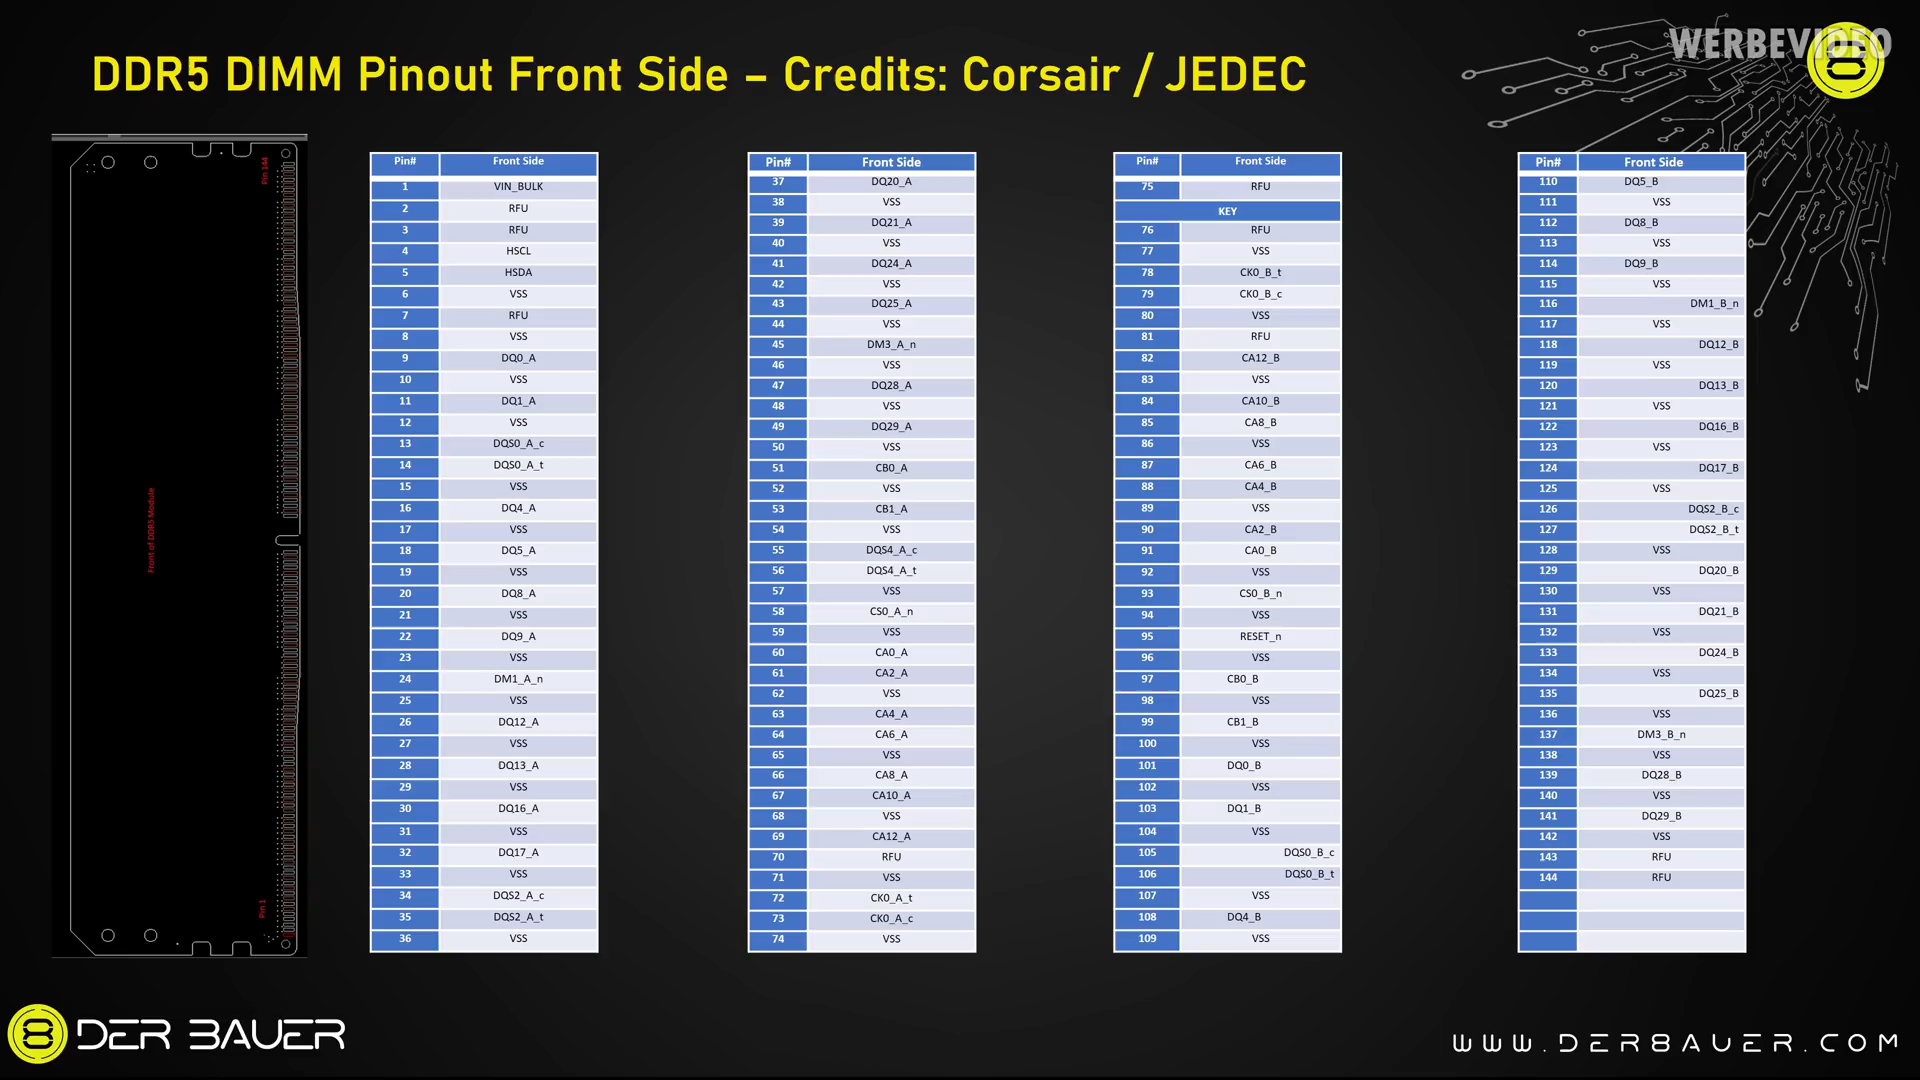 WERBEVIDEO
DDR5 DIMM Pinout Front Side – Credits: Corsair / JEDEC
Pin 144
Front of DDR5 Module
Pin 1
Pin# Front Side
1 VIN_BULK
2 RFU
3 RFU
4 HSCL
5 HSDA
6 VSS
7 RFU
8 VSS
9 DQ0_A
10 VSS
11 DQ1_A
12 VSS
13 DQS0_A_c
14 DQS0_A_t
15 VSS
16 DQ4_A
17 VSS
18 DQ5_A
19 VSS
20 DQ8_A
21 VSS
22 DQ9_A
23 VSS
24 DM1_A_n
25 VSS
26 DQ12_A
27 VSS
28 DQ13_A
29 VSS
30 DQ16_A
31 VSS
32 DQ17_A
33 VSS
34 DQS2_A_c
35 DQS2_A_t
36 VSS
Pin# Front Side
37 DQ20_A
38 VSS
39 DQ21_A
40 VSS
41 DQ24_A
42 VSS
43 DQ25_A
44 VSS
45 DM3_A_n
46 VSS
47 DQ28_A
48 VSS
49 DQ29_A
50 VSS
51 CB0_A
52 VSS
53 CB1_A
54 VSS
55 DQS4_A_c
56 DQS4_A_t
57 VSS
58 CS0_A_n
59 VSS
60 CA0_A
61 CA2_A
62 VSS
63 CA4_A
64 CA6_A
65 VSS
66 CA8_A
67 CA10_A
68 VSS
69 CA12_A
70 RFU
71 VSS
72 CK0_A_t
73 CK0_A_c
74 VSS
Pin# Front Side
75 RFU
KEY
76 RFU
77 VSS
78 CK0_B_t
79 CK0_B_c
80 VSS
81 RFU
82 CA12_B
83 VSS
84 CA10_B
85 CA8_B
86 VSS
87 CA6_B
88 CA4_B
89 VSS
90 CA2_B
91 CA0_B
92 VSS
93 CS0_B_n
94 VSS
95 RESET_n
96 VSS
97 CB0_B
98 VSS
99 CB1_B
100 VSS
101 DQ0_B
102 VSS
103 DQ1_B
104 VSS
105 DQS0_B_c
106 DQS0_B_t
107 VSS
108 DQ4_B
109 VSS
Pin# Front Side
110 DQ5_B
111 VSS
112 DQ8_B
113 VSS
114 DQ9_B
115 VSS
116 DM1_B_n
117 VSS
118 DQ12_B
119 VSS
120 DQ13_B
121 VSS
122 DQ16_B
123 VSS
124 DQ17_B
125 VSS
126 DQS2_B_c
127 DQS2_B_t
128 VSS
129 DQ20_B
130 VSS
131 DQ21_B
132 VSS
133 DQ24_B
134 VSS
135 DQ25_B
136 VSS
137 DM3_B_n
138 VSS
139 DQ28_B
140 VSS
141 DQ29_B
142 VSS
143 RFU
144 RFU
DER BAUER
WWW.DER8AUER.COM